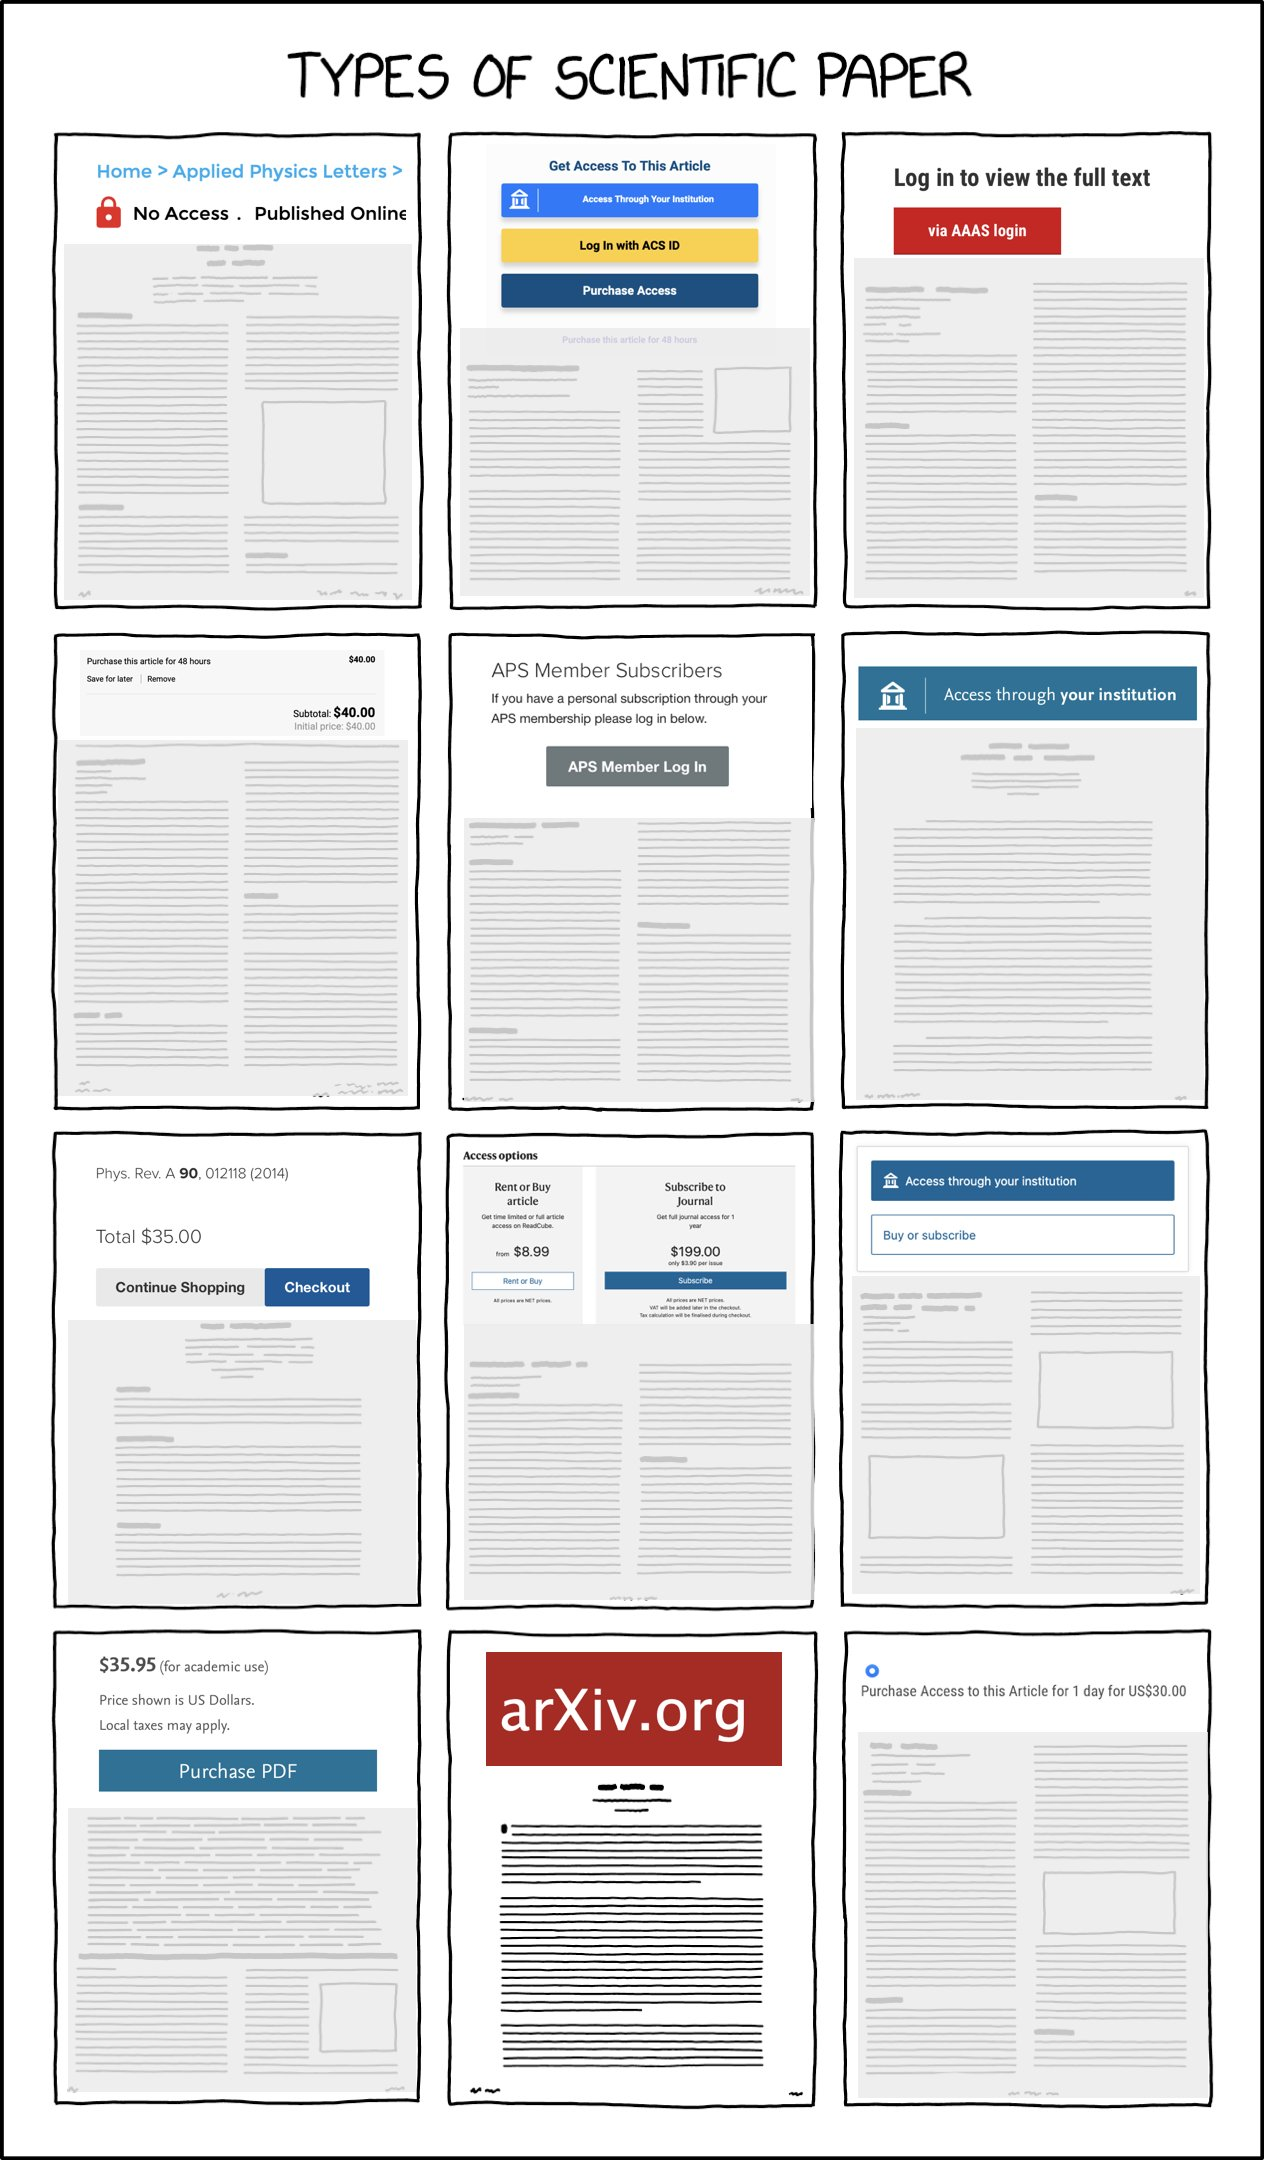 TYPES OF SCIENTIFIC PAPER
Home > Applied Physics Letters >
No Access . Published Online
Get Access To This Article
Access Through Your Institution
Log In with ACS ID
Purchase Access
Purchase this article for 48 hours
Log in to view the full text
via AAAS login
Purchase this article for 48 hours $40.00
Save for later | Remove
Subtotal: $40.00
Initial price: $40.00
APS Member Subscribers
If you have a personal subscription through your
APS membership please log in below.
APS Member Log In
Access through your institution
Phys. Rev. A 90, 012118 (2014)
Total $35.00
Continue Shopping Checkout
Access options
Rent or Buy
article
Get time limited or full article
access on ReadCube.
from $8.99
Rent or Buy
All prices are NET prices.
Subscribe to
Journal
Get full journal access for 1
year
$199.00
only $3.90 per issue
Subscribe
All prices are NET prices.
VAT will be added later in the checkout.
Tax calculation will be finalised during checkout.
Access through your institution
Buy or subscribe
$35.95 (for academic use)
Price shown is US Dollars.
Local taxes may apply.
Purchase PDF
arXiv.org
Purchase Access to this Article for 1 day for US$30.00